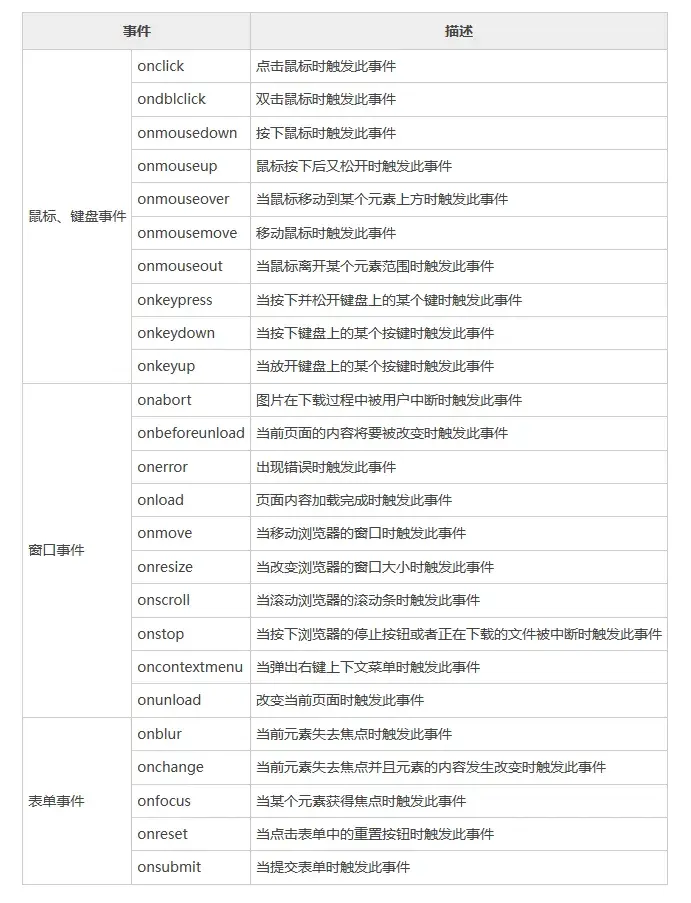 事件 描述
onclick 点击鼠标时触发此事件
ondblclick 双击鼠标时触发此事件
onmousedown 按下鼠标时触发此事件
onmouseup 鼠标按下后又松开时触发此事件
onmouseover 当鼠标移动到某个元素上方时触发此事件
鼠标、键盘事件
onmousemove 移动鼠标时触发此事件
onmouseout 当鼠标离开某个元素范围时触发此事件
onkeypress 当按下并松开键盘上的某个键时触发此事件
onkeydown 当按下键盘上的某个按键时触发此事件
onkeyup 当放开键盘上的某个按键时触发此事件
onabort 图片在下载过程中被用户中断时触发此事件
onbeforeunload 当前页面的内容将要被改变时触发此事件
onerror 出现错误时触发此事件
onload 页面内容加载完成时触发此事件
onmove 当移动浏览器的窗口时触发此事件
窗口事件
onresize 当改变浏览器的窗口大小时触发此事件
onscroll 当滚动浏览器的滚动条时触发此事件
onstop 当按下浏览器的停止按钮或者正在下载的文件被中断时触发此事件
oncontextmenu 当弹出右键上下文菜单时触发此事件
onunload 改变当前页面时触发此事件
onblur 当前元素失去焦点时触发此事件
onchange 当前元素失去焦点并且元素的内容发生改变时触发此事件
表单事件 onfocus 当某个元素获得焦点时触发此事件
onreset 当点击表单中的重置按钮时触发此事件
onsubmit 当提交表单时触发此事件